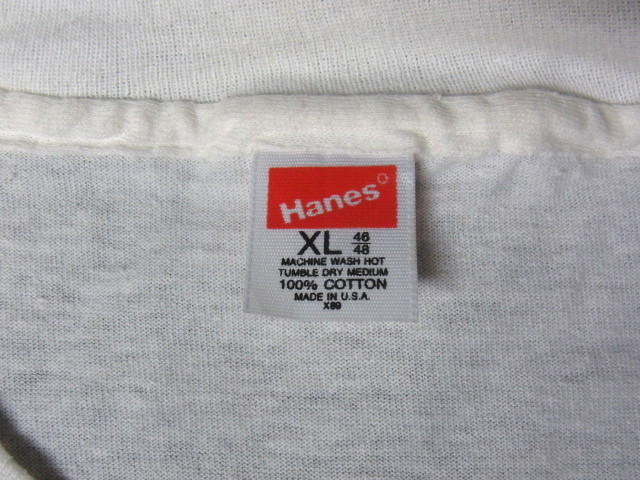 Hanes
XL 46/48
MACHINE WASH HOT
TUMBLE DRY MEDIUM
100% COTTON
MADE IN U.S.A.
X89